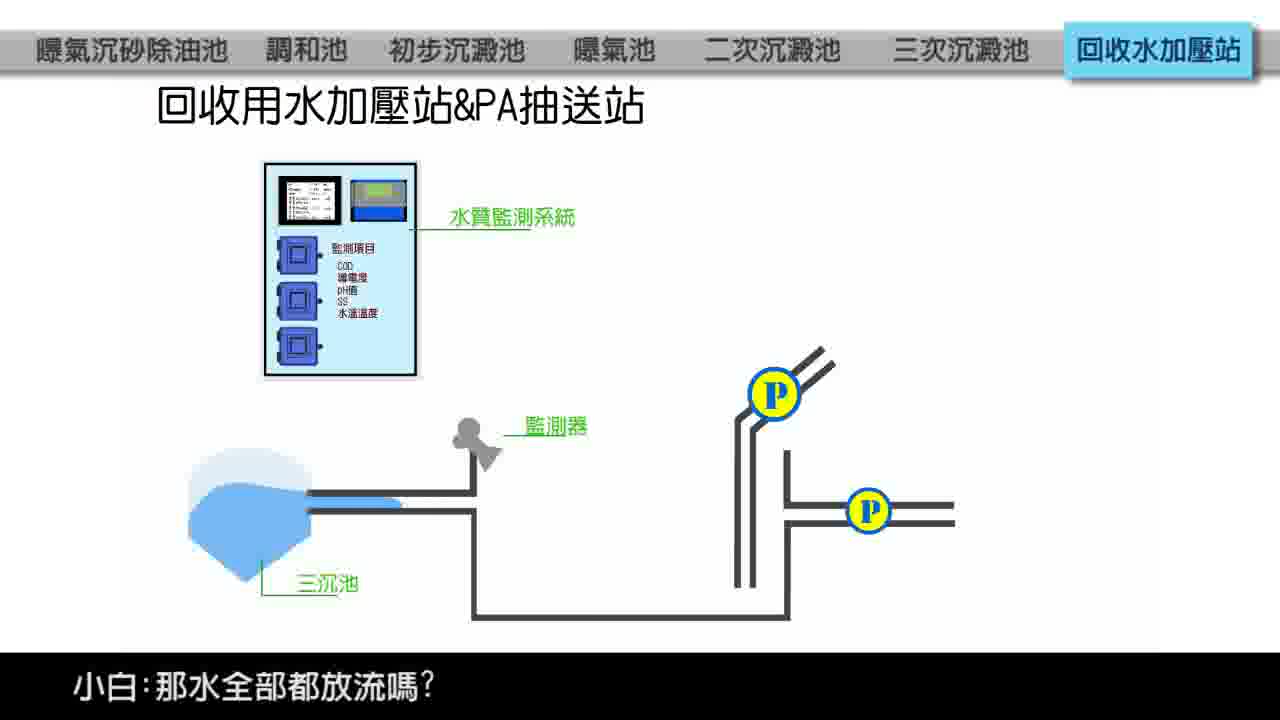 曝氣沉砂除油池 調和池 初步沉澱池 曝氣池 二次沉澱池 三次沉澱池 回收水加壓站
回收用水加壓站&PA抽送站
水質監測系統
監測項目
COD
導電度
pH值
SS
水溫溫度
監測器
P
P
三沉池
小白:那水全部都放流嗎?